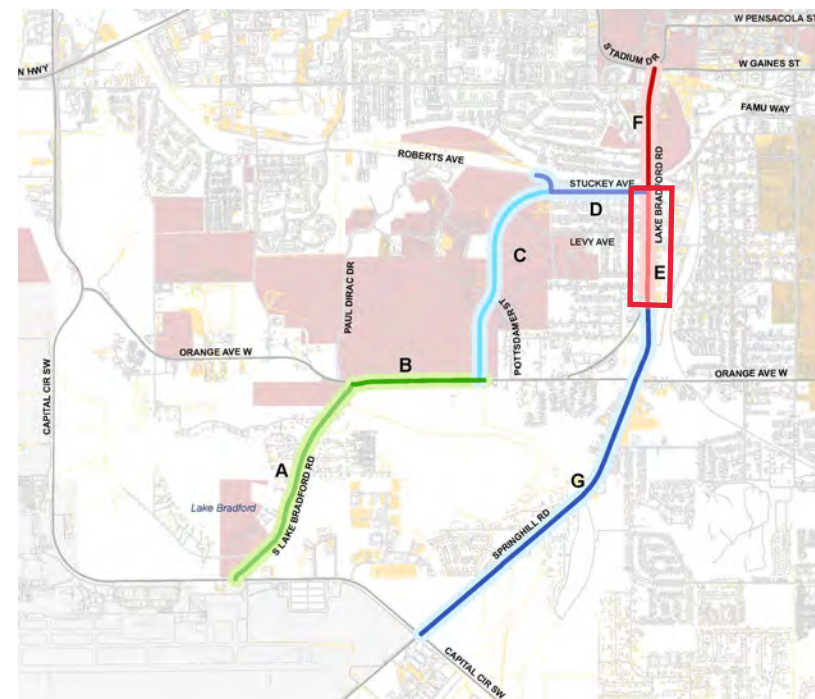 W PENSACOLA ST
STADIUM DR
N HWY
W GAINES ST
FAMU WAY
F
ROBERTS AVE
LAKE BRADFORD RD
STUCKEY AVE
D
LEVY AVE
C
E
PAUL DIRAC DR
POTTSDAMER ST
ORANGE AVE W
B
ORANGE AVE W
CAPITAL CIR SW
A
G
S LAKE BRADFORD RD
Lake Bradford
SPRINGHILL RD
CAPITAL CIR SW